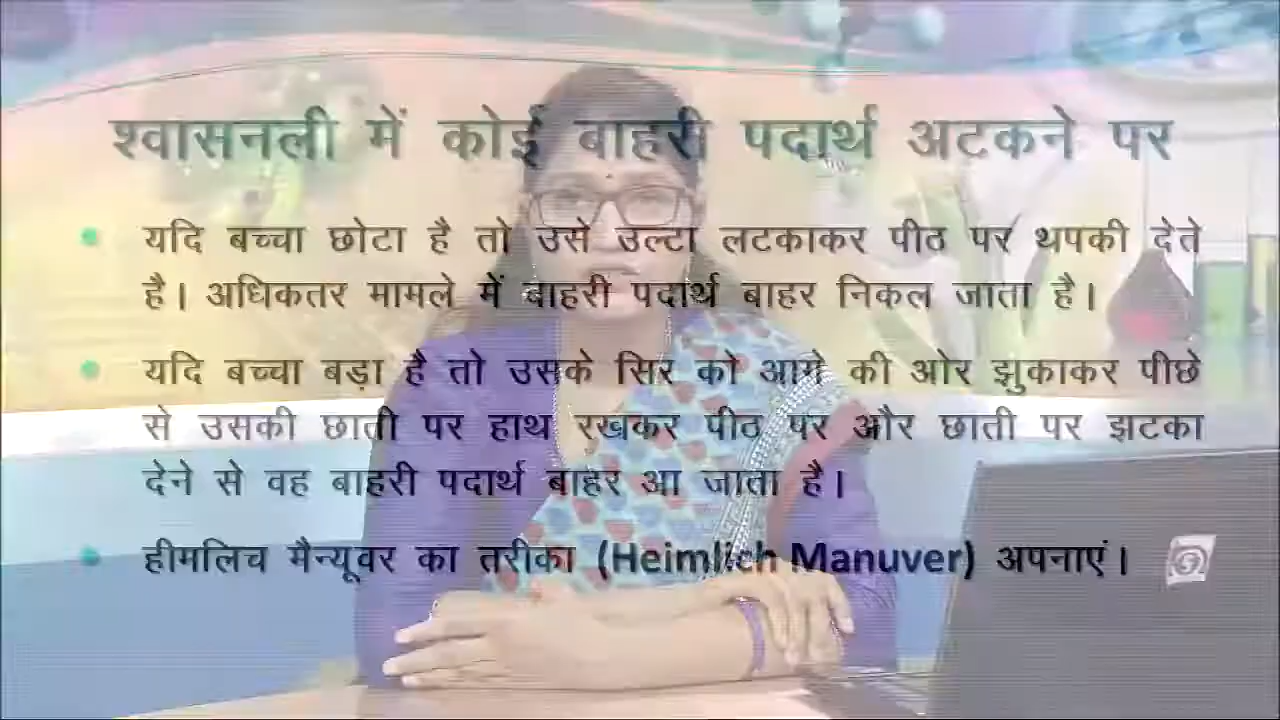 श्वासनली में कोई बाहरी पदार्थ अटकने पर
यदि बच्चा छोटा है तो उसे उल्टा लटकाकर पीठ पर थपकी देते
है। अधिकतर मामले में बाहरी पदार्थ बाहर निकल जाता है।
यदि बच्चा बड़ा है तो उसके सिर को आगे की ओर झुकाकर पीछे
से उसकी छाती पर हाथ रखकर पीठ पर और छाती पर झटका
देने से वह बाहरी पदार्थ बाहर आ जाता है।
हीमलिच मैन्यूवर का तरीका (Heimlich Manuver) अपनाएं।